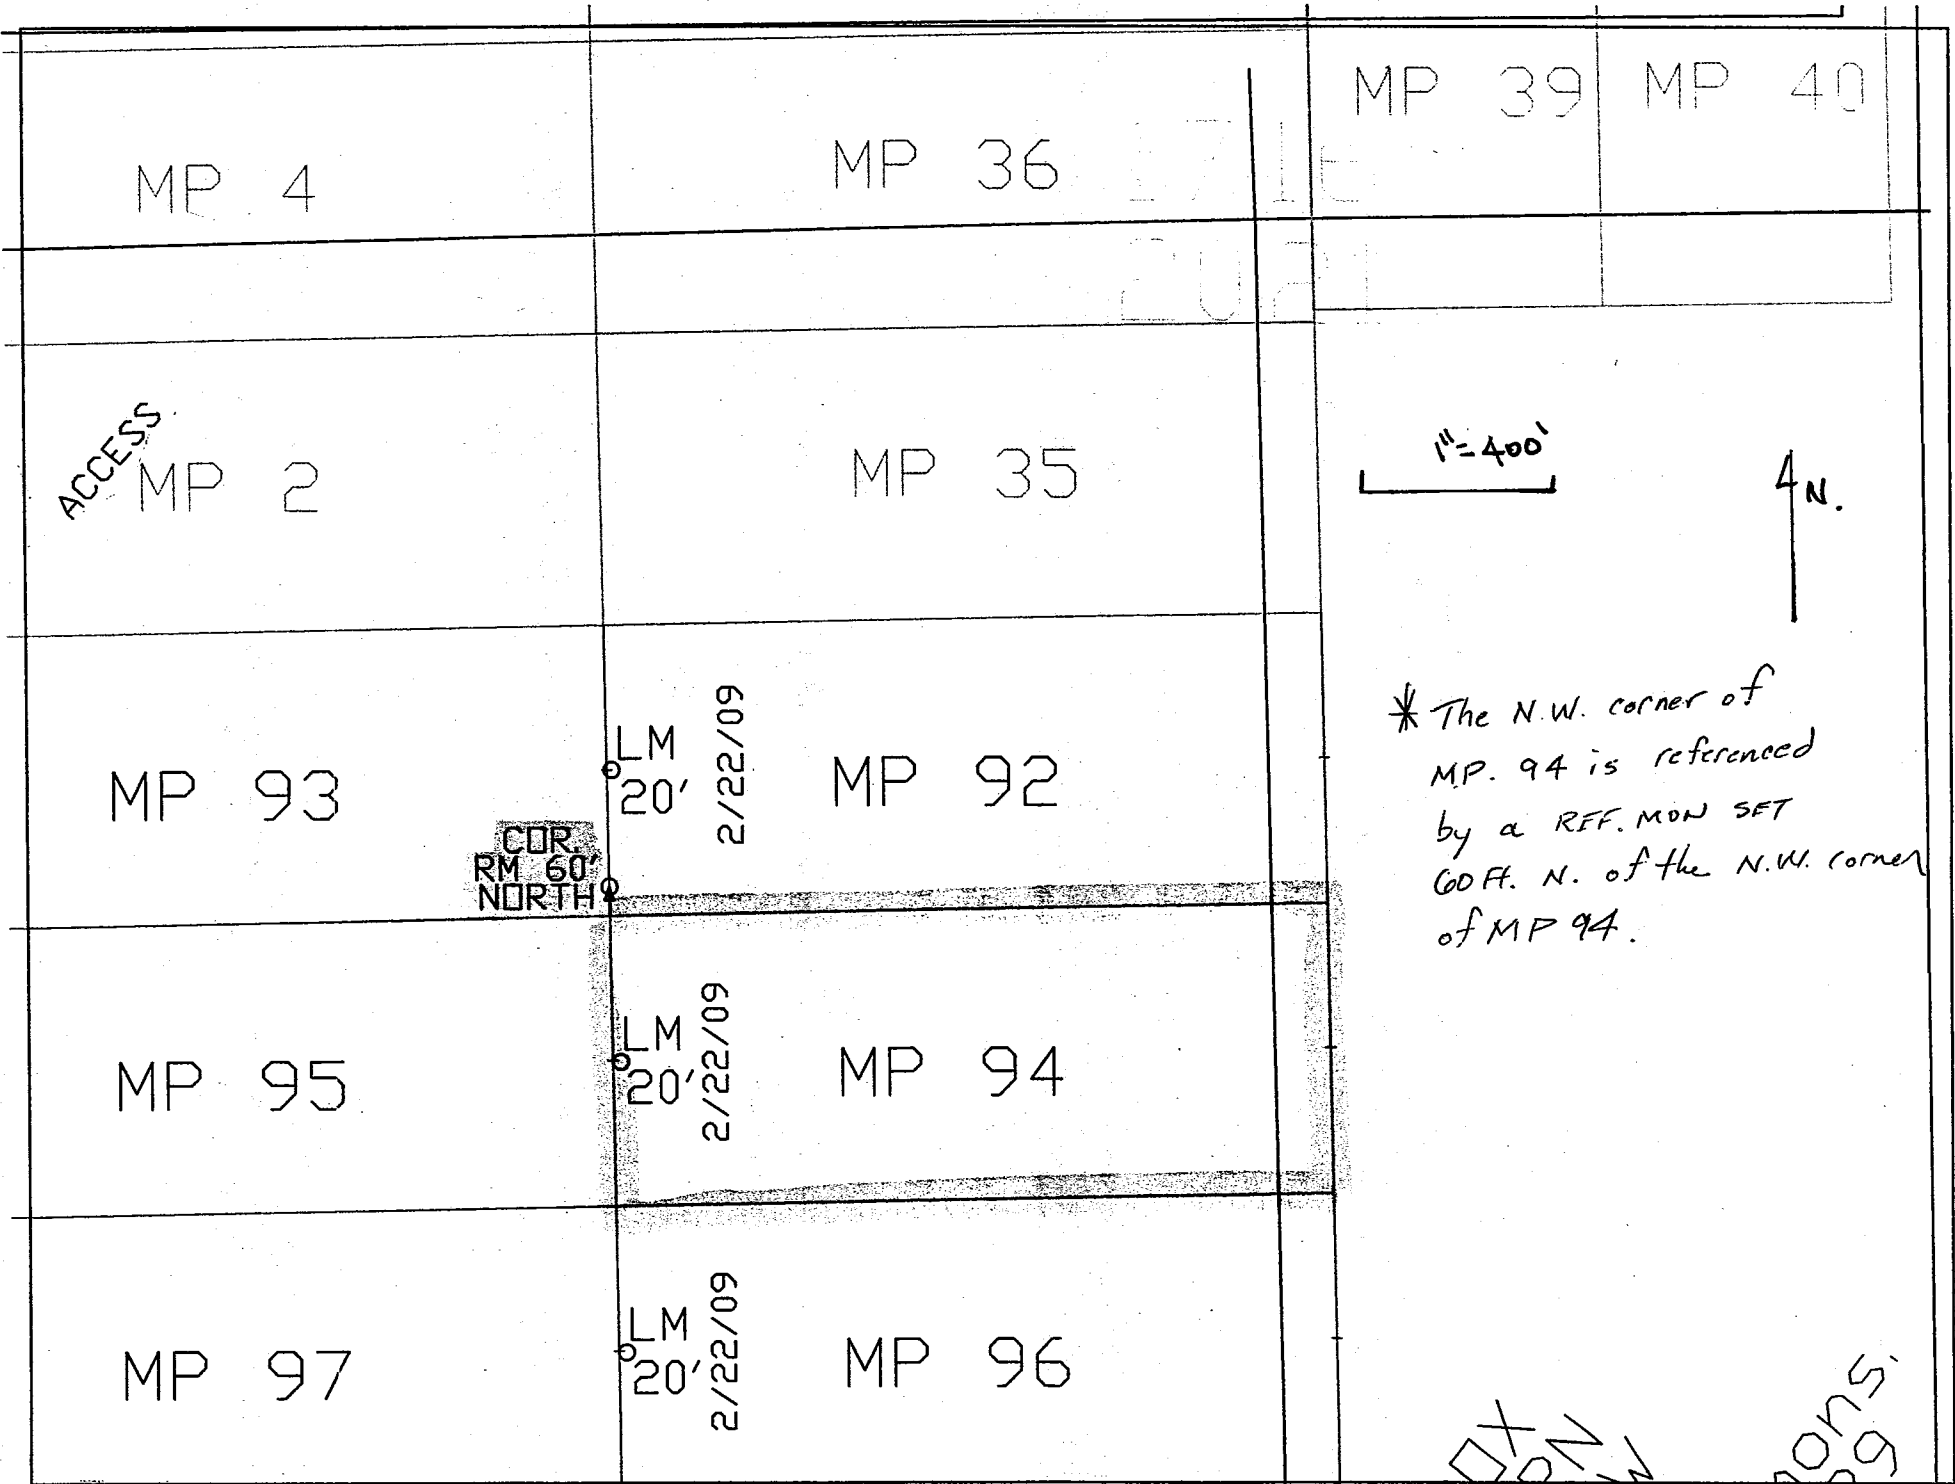 MP 39
MP 40
MP 4
MP 36
ACCESS
MP 2
MP 35
1"=400'
N.
* The N.W. corner of
MP. 94 is referenced
by a REF. MON SET
60 Ft. N. of the N.W. corner
of MP 94.
MP 93
LM
20'
2/22/09
MP 92
COR.
RM 60'
NORTH
MP 95
LM
20'
2/22/09
MP 94
MP 97
LM
20'
2/22/09
MP 96